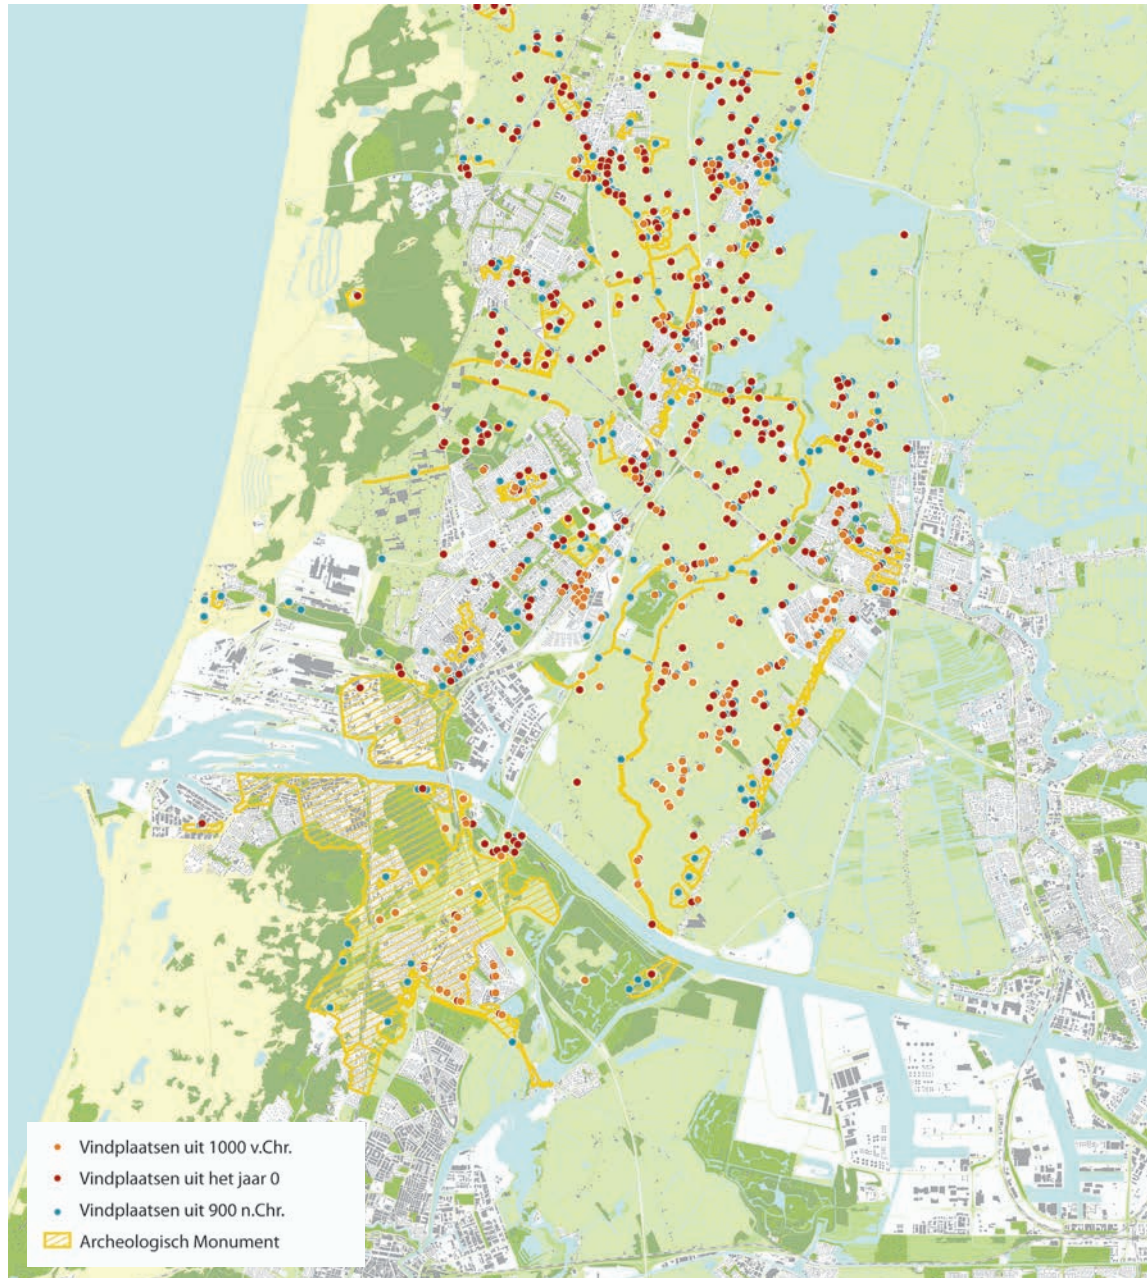 Vindplaatsen uit 1000 v.Chr.
Vindplaatsen uit het jaar 0
Vindplaatsen uit 900 n.Chr.
Archeologisch Monument